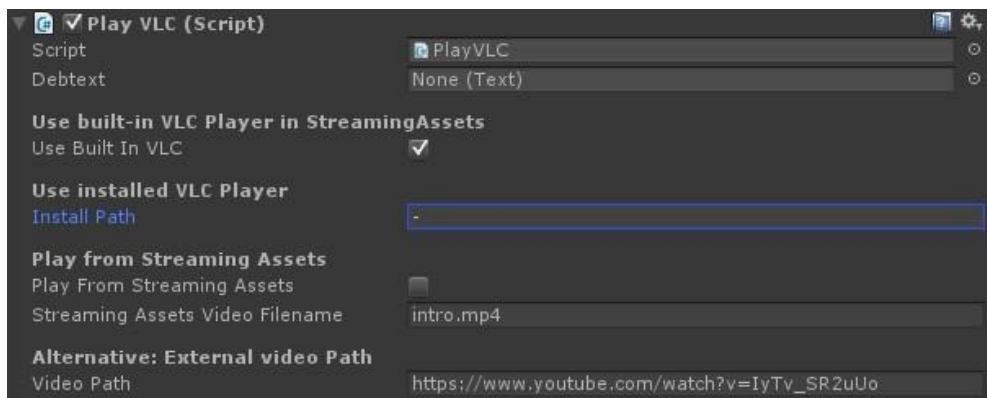 Play VLC (Script)
Script PlayVLC
Debtext None (Text)
Use built-in VLC Player in StreamingAssets
Use Built In VLC
Use installed VLC Player
Install Path -
Play from Streaming Assets
Play From Streaming Assets
Streaming Assets Video Filename intro.mp4
Alternative: External video Path
Video Path https://www.youtube.com/watch?v=IyTv_SR2uUo